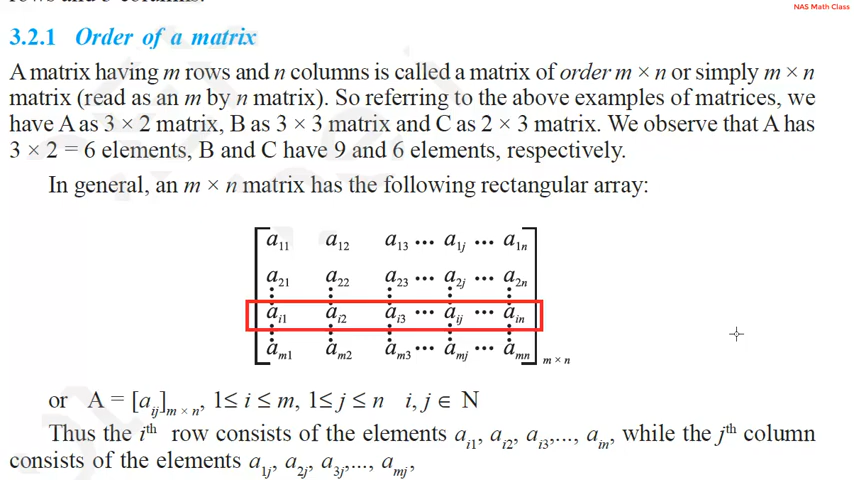 NAS Math Class
3.2.1 Order of a matrix
A matrix having m rows and n columns is called a matrix of order m × n or simply m × n
matrix (read as an m by n matrix). So referring to the above examples of matrices, we
have A as 3 × 2 matrix, B as 3 × 3 matrix and C as 2 × 3 matrix. We observe that A has
3 × 2 = 6 elements, B and C have 9 and 6 elements, respectively.
In general, an m × n matrix has the following rectangular array:
a₁₁ a₁₂ a₁₃ ··· a₁ⱼ ··· a₁ₙ
a₂₁ a₂₂ a₂₃ ··· a₂ⱼ ··· a₂ₙ
⋮ ⋮ ⋮ ⋮ ⋮
aᵢ₁ aᵢ₂ aᵢ₃ ··· aᵢⱼ ··· aᵢₙ
⋮ ⋮ ⋮ ⋮ ⋮
aₘ₁ aₘ₂ aₘ₃ ··· aₘⱼ ··· aₘₙ
m × n
or A = [aᵢⱼ]ₘ × ₙ, 1≤ i ≤ m, 1≤ j ≤ n i, j ∈ N
Thus the iᵗʰ row consists of the elements aᵢ₁, aᵢ₂, aᵢ₃,..., aᵢₙ, while the jᵗʰ column
consists of the elements a₁ⱼ, a₂ⱼ, a₃ⱼ,..., aₘⱼ,